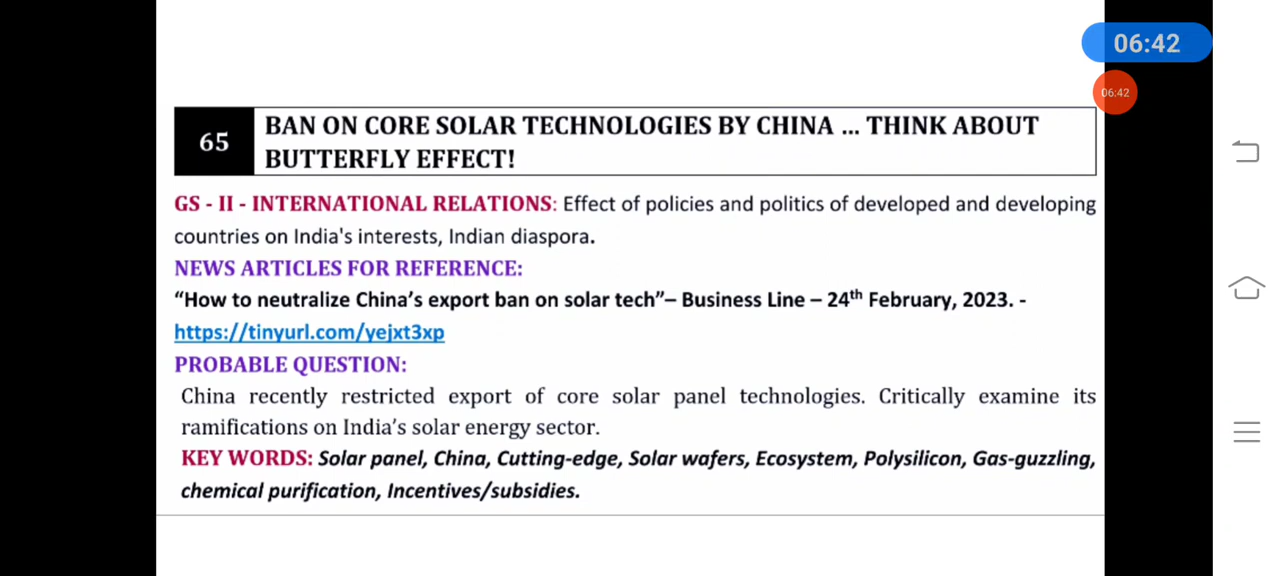 06:42
06:42
65
BAN ON CORE SOLAR TECHNOLOGIES BY CHINA ... THINK ABOUT
BUTTERFLY EFFECT!
GS - II - INTERNATIONAL RELATIONS: Effect of policies and politics of developed and developing
countries on India's interests, Indian diaspora.
NEWS ARTICLES FOR REFERENCE:
“How to neutralize China’s export ban on solar tech”– Business Line – 24th February, 2023. -
https://tinyurl.com/yejxt3xp
PROBABLE QUESTION:
China recently restricted export of core solar panel technologies. Critically examine its
ramifications on India’s solar energy sector.
KEY WORDS: Solar panel, China, Cutting-edge, Solar wafers, Ecosystem, Polysilicon, Gas-guzzling,
chemical purification, Incentives/subsidies.